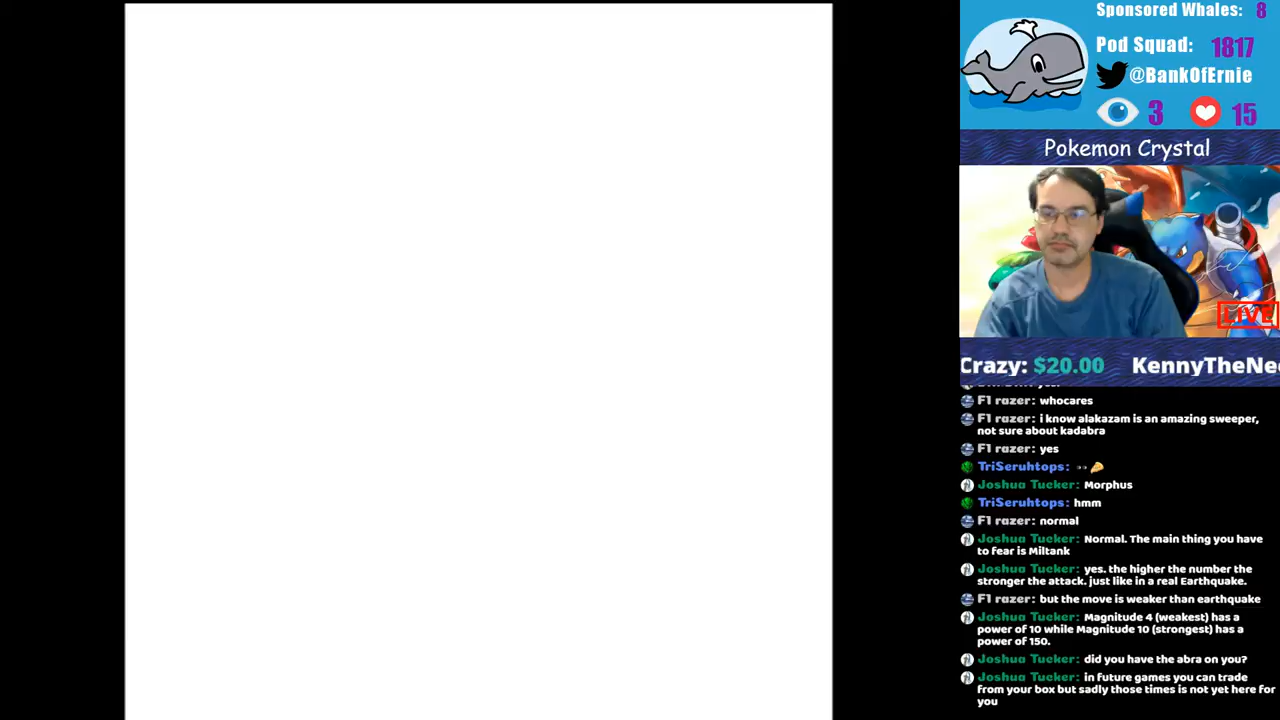 Sponsored Whales: 8
Pod Squad: 1817
@BankOfErnie
3 15
Pokemon Crystal
LIVE
Crazy: $20.00 KennyTheNe
F1 razer: whocares
F1 razer: i know alakazam is an amazing sweeper,
not sure about kadabra
F1 razer: yes
TriSeruhtops:
Joshua Tucker: Morphus
TriSeruhtops: hmm
F1 razer: normal
Joshua Tucker: Normal. The main thing you have
to fear is Miltank
Joshua Tucker: yes. the higher the number the
stronger the attack. just like in a real Earthquake.
F1 razer: but the move is weaker than earthquake
Joshua Tucker: Magnitude 4 (weakest) has a
power of 10 while Magnitude 10 (strongest) has a
power of 150.
Joshua Tucker: did you have the abra on you?
Joshua Tucker: in future games you can trade
from your box but sadly those times is not yet here for
you